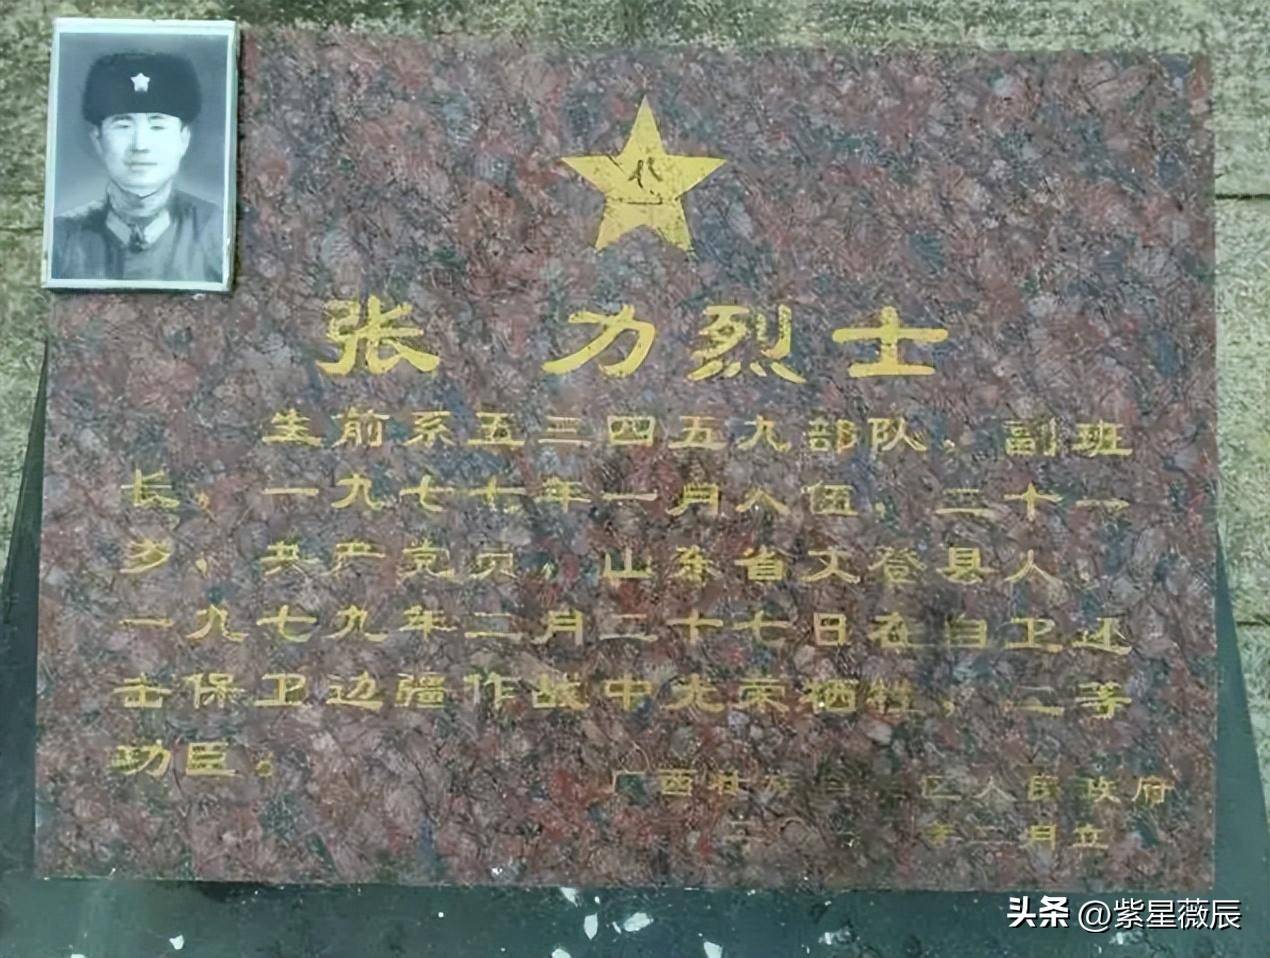 八一
张 力烈士
生前系五三四五九部队,副班
长,一九七七年一月入伍,二十一
岁,共产党员,山东省文登县人,
一九七九年二月二十七日在自卫还
击保卫边疆作战中光荣牺牲,二等
功臣。
广西壮族自 区人民政府
年二月立
头条 @紫星薇辰